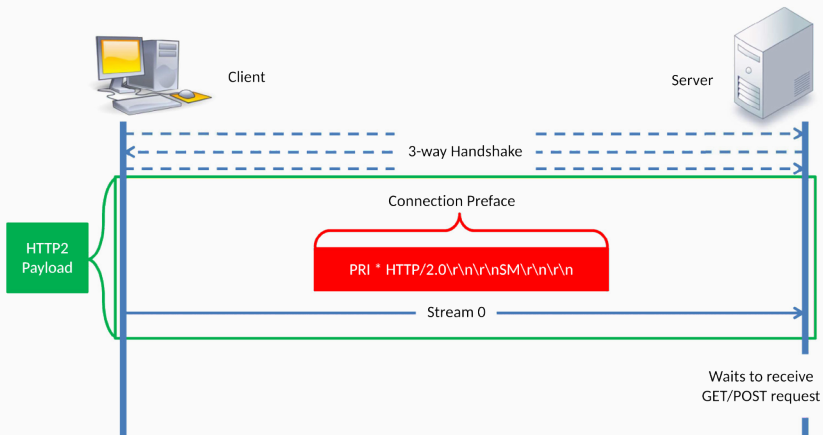 Client
Server
3-way Handshake
Connection Preface
HTTP2
Payload
PRI * HTTP/2.0\r\n\r\nSM\r\n\r\n
Stream 0
Waits to receive
GET/POST request